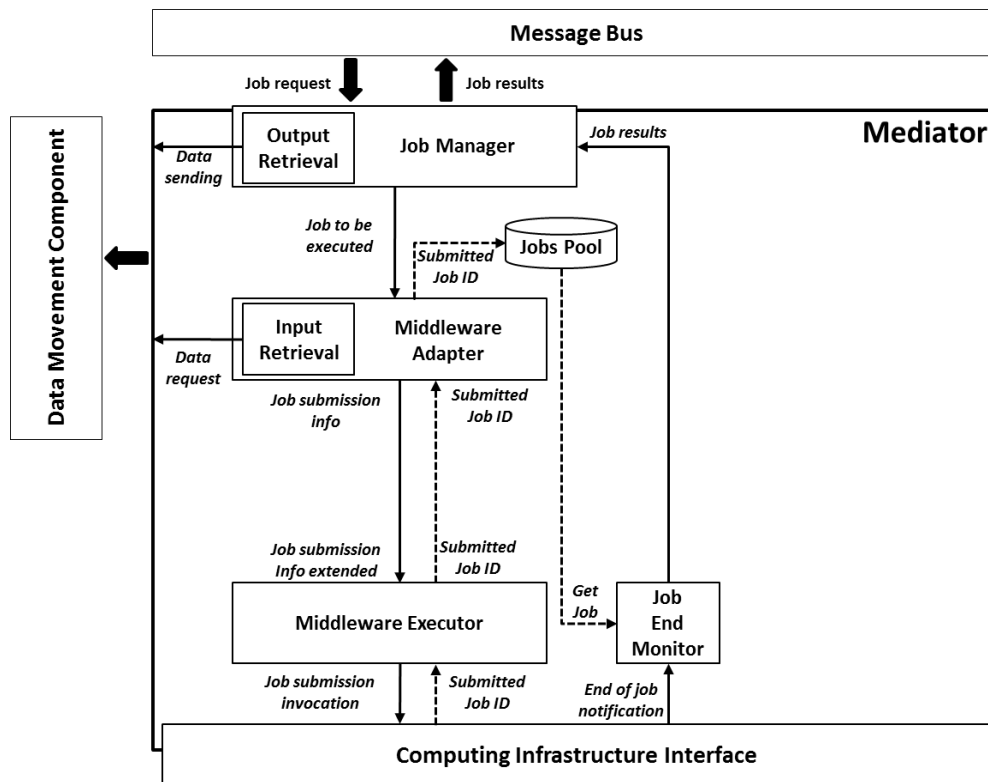 Message Bus
Job request
Job results
Mediator
Data Movement Component
Output
Retrieval
Job Manager
Job results
Data
sending
Job to be
executed
Submitted
Job ID
Jobs Pool
Input
Retrieval
Middleware
Adapter
Data
request
Job submission
info
Submitted
Job ID
Job submission
Info extended
Submitted
Job ID
Get
Job
Job
End
Monitor
Middleware Executor
Job submission
invocation
Submitted
Job ID
End of job
notification
Computing Infrastructure Interface